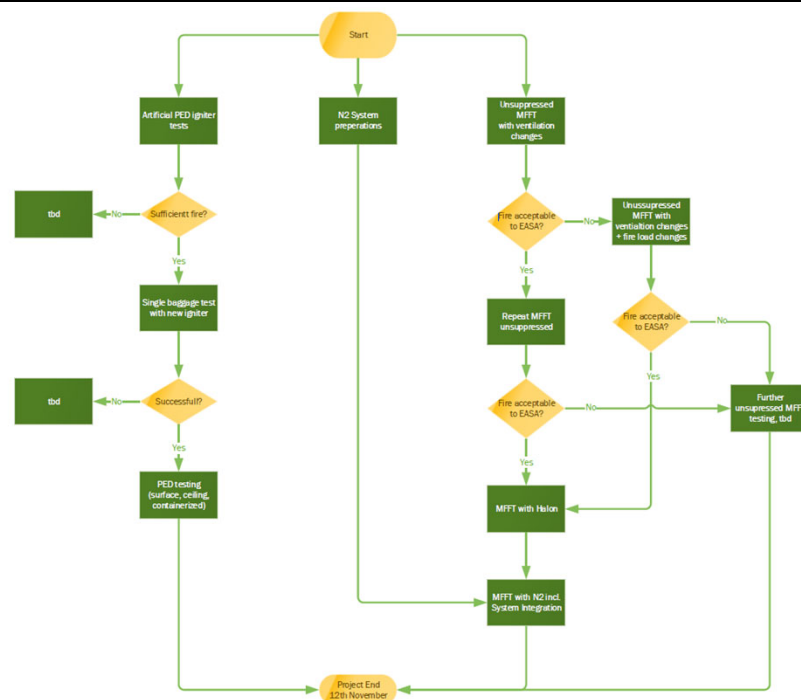 Start
Artificial PED igniter
tests
N2 System
preperations
Unsuppressed
MFFT
with ventilation
changes
tbd
No
Sufficientt fire?
Fire acceptable
to EASA?
No
Unussupressed
MFFT with
ventialtion changes
+ fire load changes
Yes
Yes
Single baggage test
with new igniter
Repeat MFFT
unsuppressed
Fire acceptable
to EASA?
No
Yes
tbd
No
Successfull?
Fire acceptable
to EASA?
No
Further
unsupressed MFF
testing, tbd
Yes
Yes
PED testing
(surface, ceiling,
containerized)
MFFT with Halon
MFFT with N2 incl.
System Integration
Project End
12th November